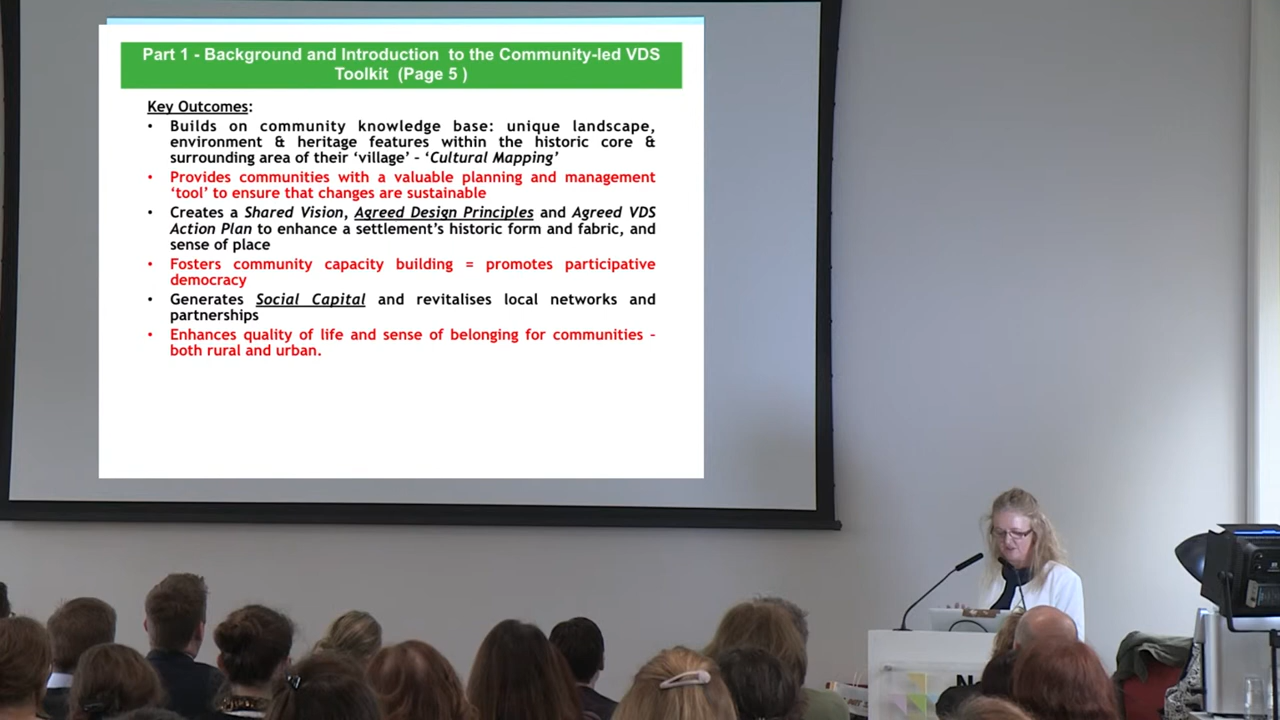 Part 1 - Background and Introduction to the Community-led VDS
Toolkit (Page 5 )
Key Outcomes:
• Builds on community knowledge base: unique landscape,
environment & heritage features within the historic core &
surrounding area of their ‘village’ – ‘Cultural Mapping’
• Provides communities with a valuable planning and management
‘tool’ to ensure that changes are sustainable
• Creates a Shared Vision, Agreed Design Principles and Agreed VDS
Action Plan to enhance a settlement’s historic form and fabric, and
sense of place
• Fosters community capacity building = promotes participative
democracy
• Generates Social Capital and revitalises local networks and
partnerships
• Enhances quality of life and sense of belonging for communities –
both rural and urban.